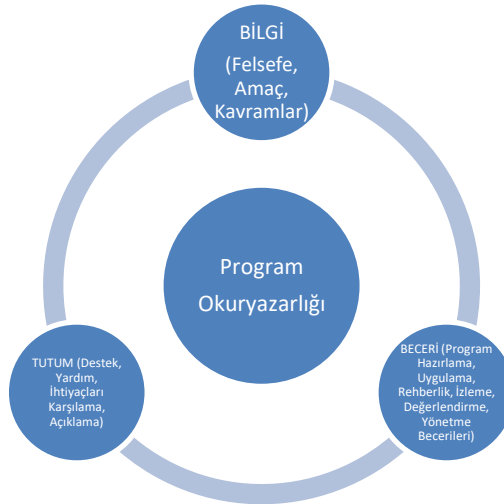 BİLGİ
(Felsefe,
Amaç,
Kavramlar)
Program
Okuryazarlığı
TUTUM (Destek,
Yardım,
İhtiyaçları
Karşılama,
Açıklama)
BECERİ (Program
Hazırlama,
Uygulama,
Rehberlik, İzleme,
Değerlendirme,
Yönetme
Becerileri)